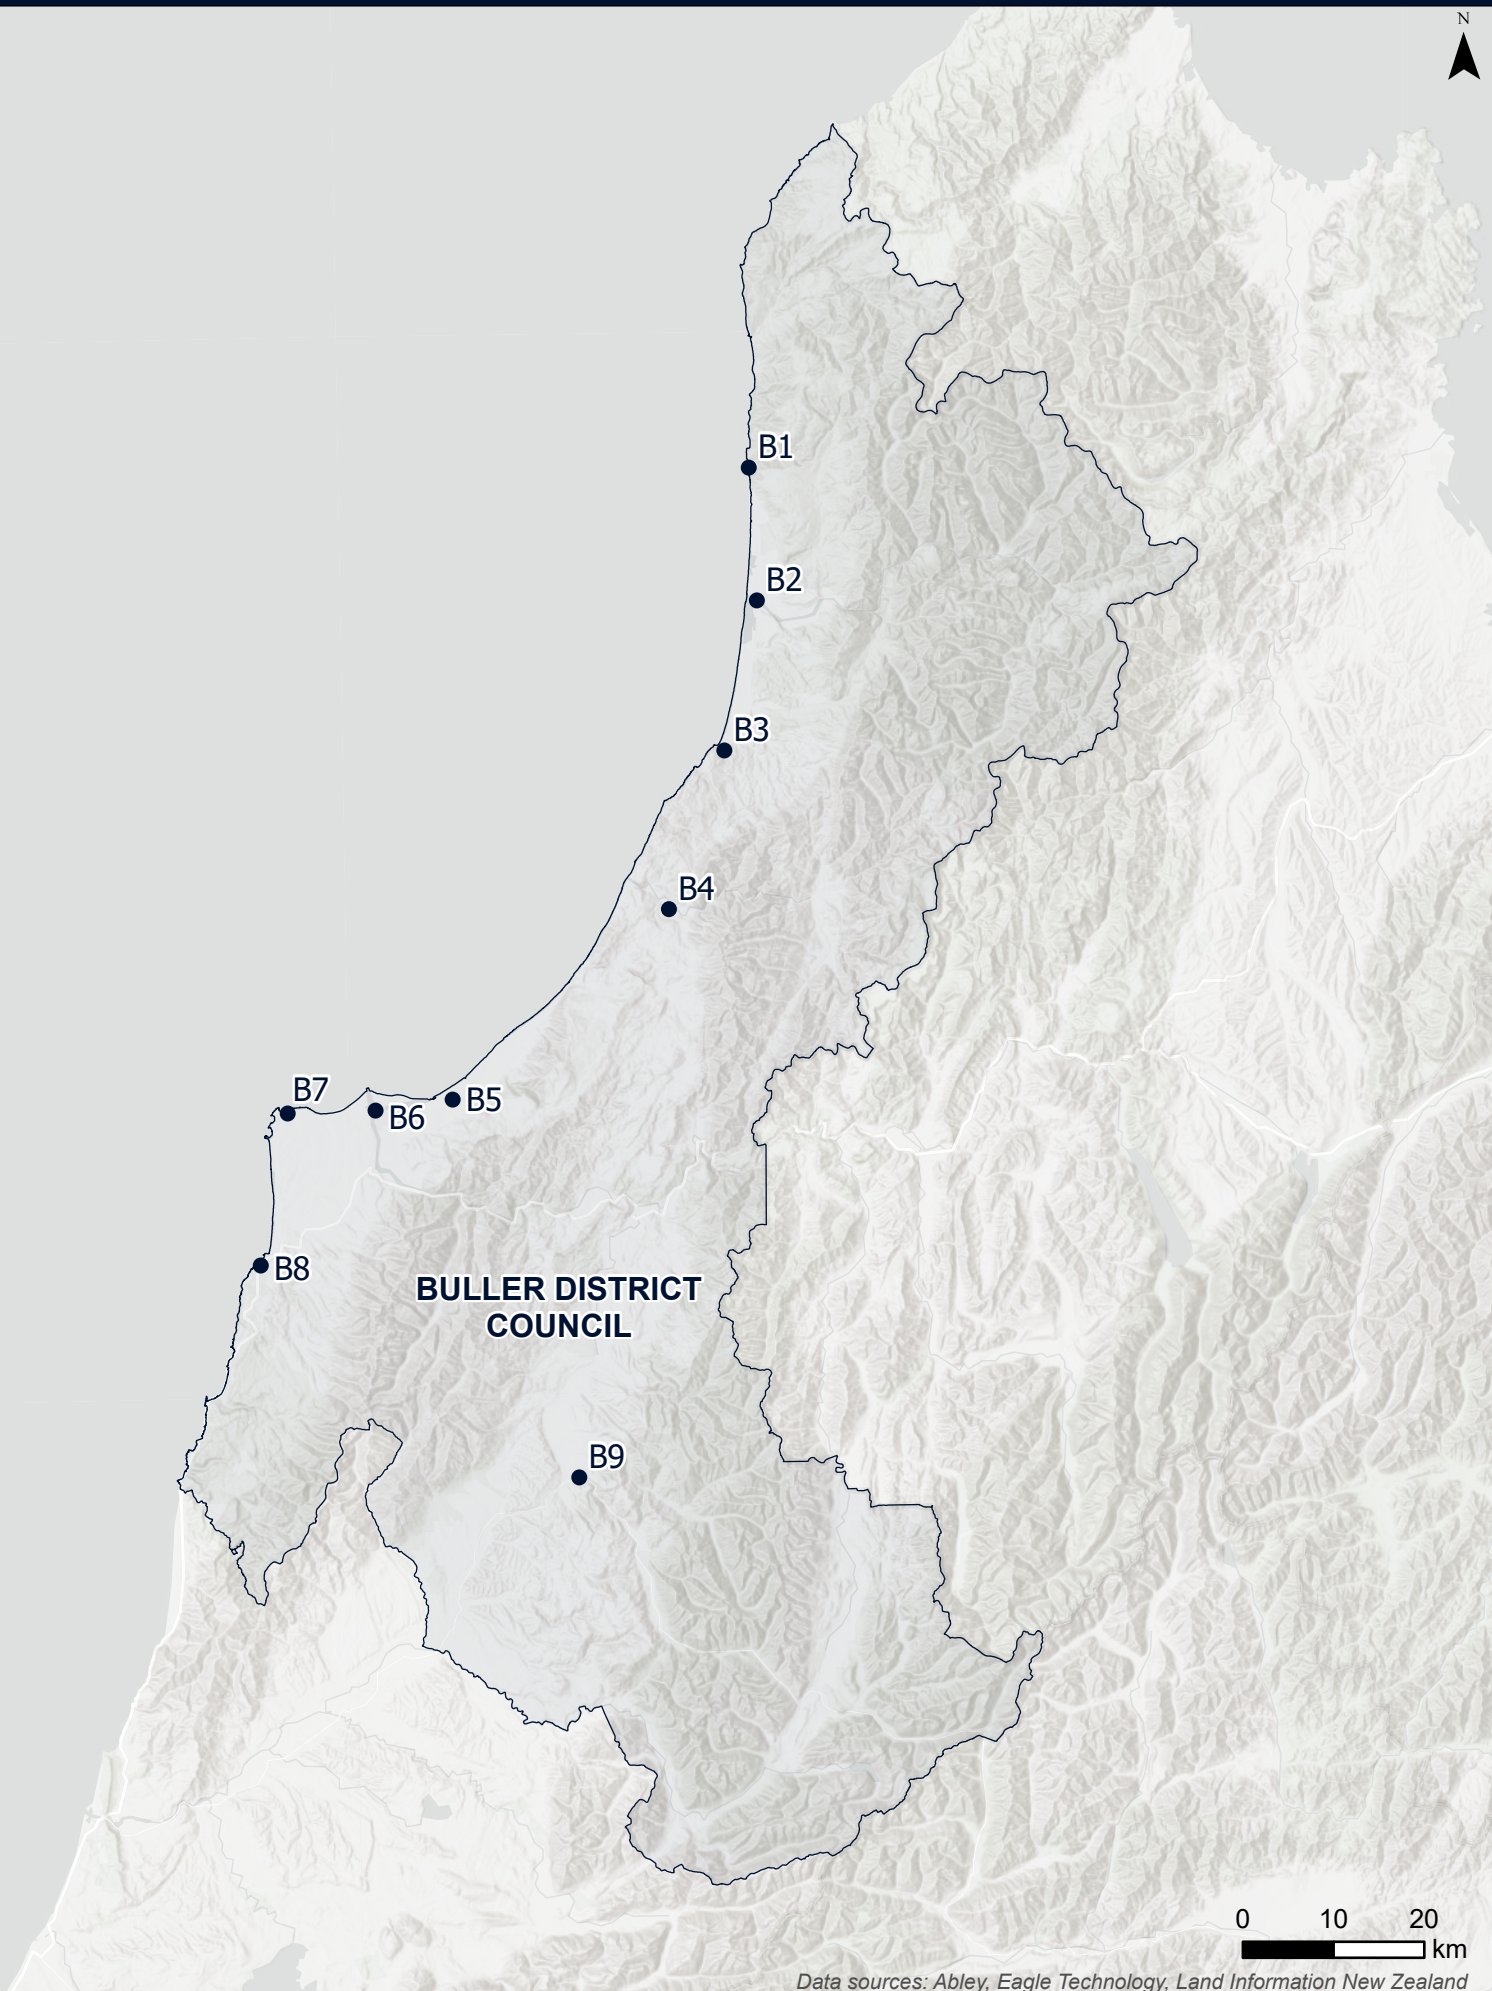 N
B1
B2
B3
B4
B7
B6
B5
B8
BULLER DISTRICT
COUNCIL
B9
0 10 20
km
Data sources: Abley, Eagle Technology, Land Information New Zealand